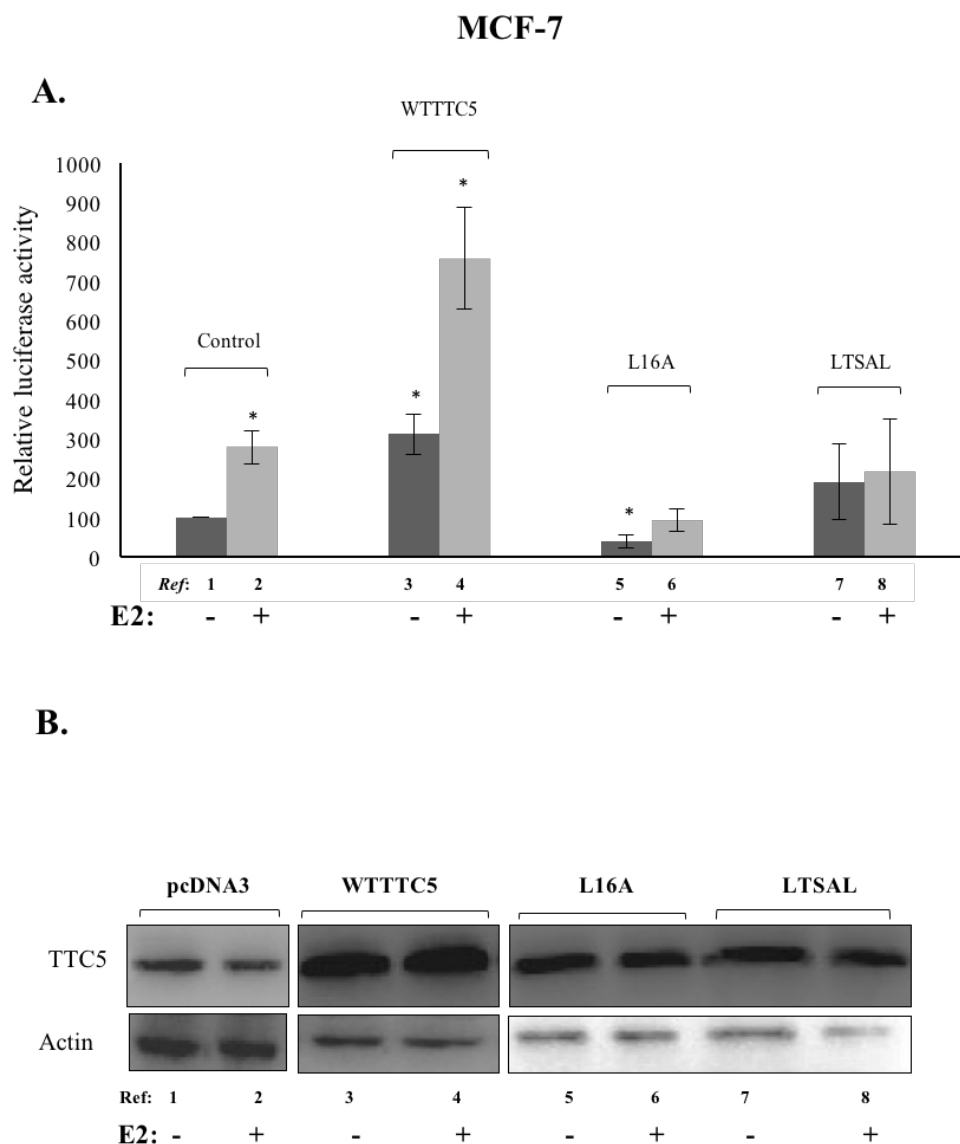 MCF-7
A.
WTTTC5
Control
L16A
LTSAL
Relative luciferase activity
1000
900
800
700
600
500
400
300
200
100
0
*
*
*
*
Ref: 1 2 3 4 5 6 7 8
E2: - + - + - + - +
B.
pcDNA3 WTTTC5 L16A LTSAL
TTC5
Actin
Ref: 1 2 3 4 5 6 7 8
E2: - + - + - + - +